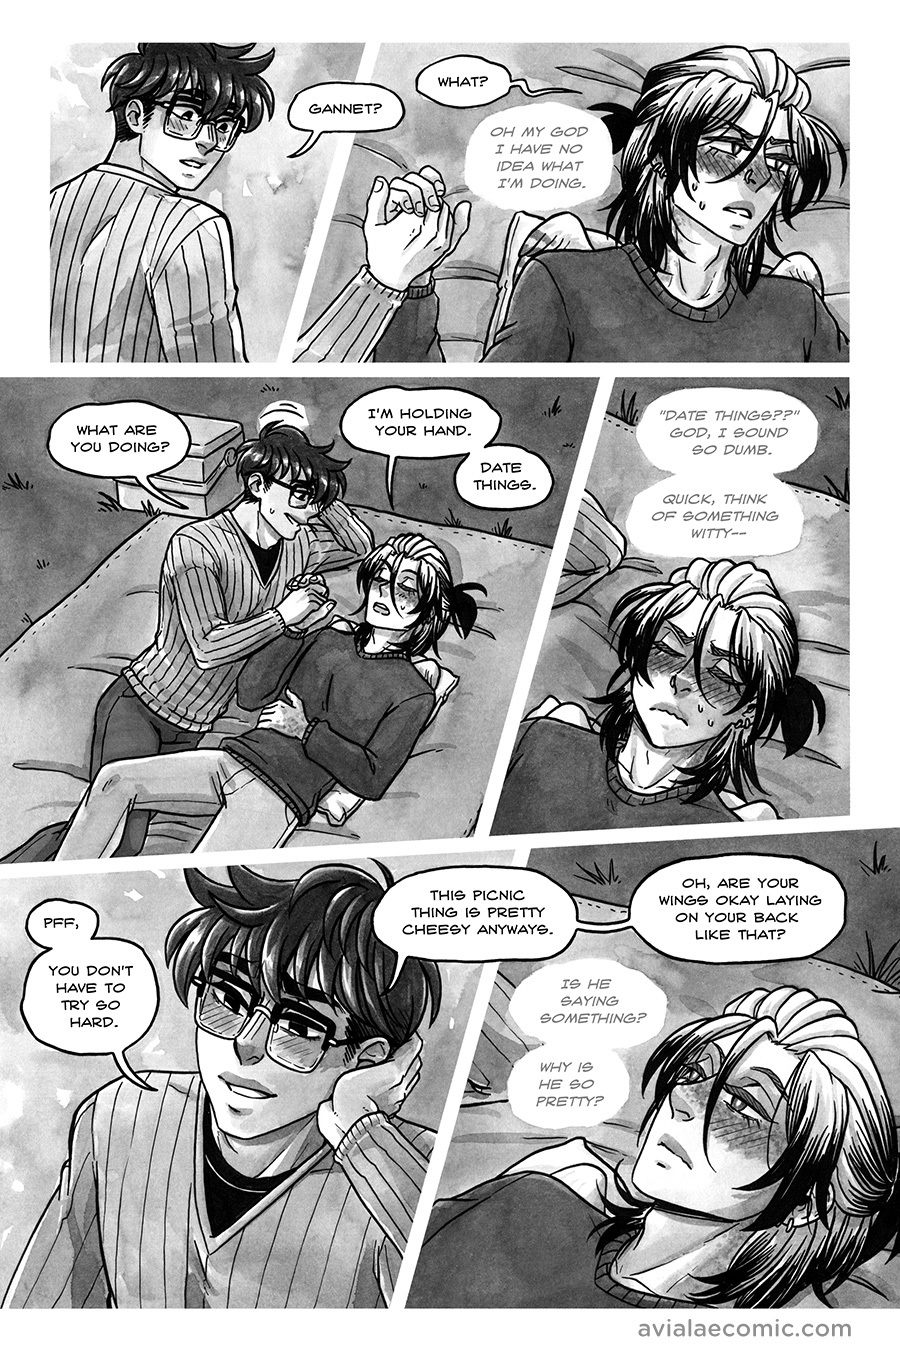 GANNET?
WHAT?
OH MY GOD
I HAVE NO
IDEA WHAT
I'M DOING.
WHAT ARE
YOU DOING?
I'M HOLDING
YOUR HAND.
DATE
THINGS.
"DATE THINGS??"
GOD, I SOUND
SO DUMB.
QUICK, THINK
OF SOMETHING
WITTY--
PFF,
YOU DON'T
HAVE TO
TRY SO
HARD.
THIS PICNIC
THING IS PRETTY
CHEESY ANYWAYS.
OH, ARE YOUR
WINGS OKAY LAYING
ON YOUR BACK
LIKE THAT?
IS HE
SAYING
SOMETHING?
WHY IS
HE SO
PRETTY?
avialaecomic.com